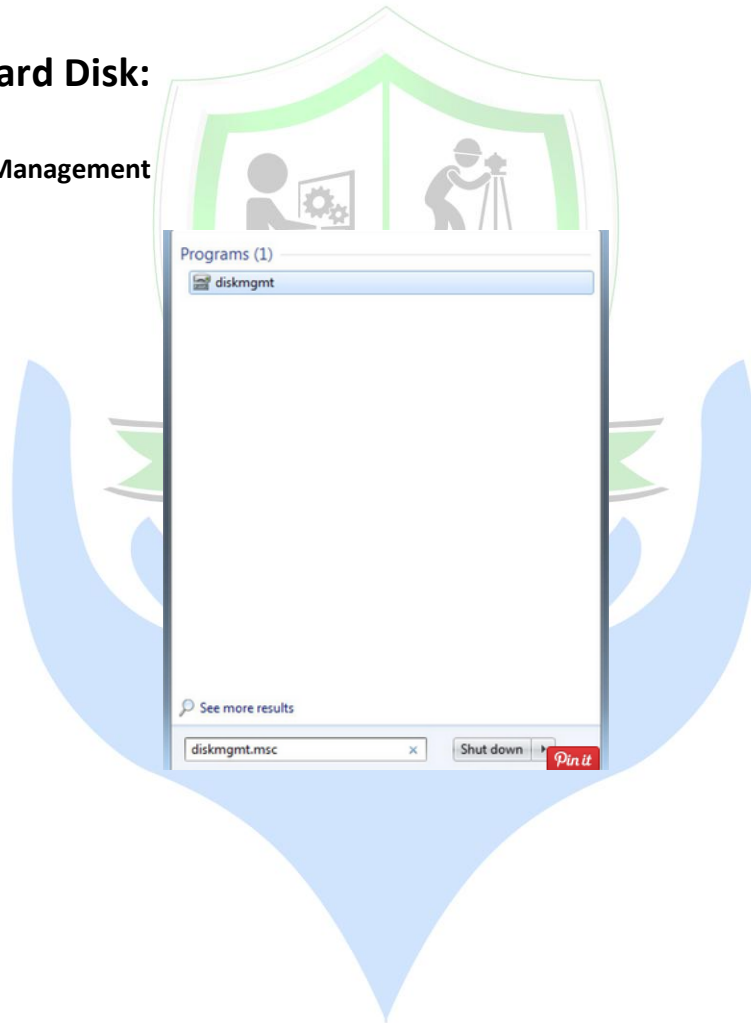 ard Disk:
Management
Programs (1)
diskmgmt
See more results
diskmgmt.msc
Shut down
Pin it